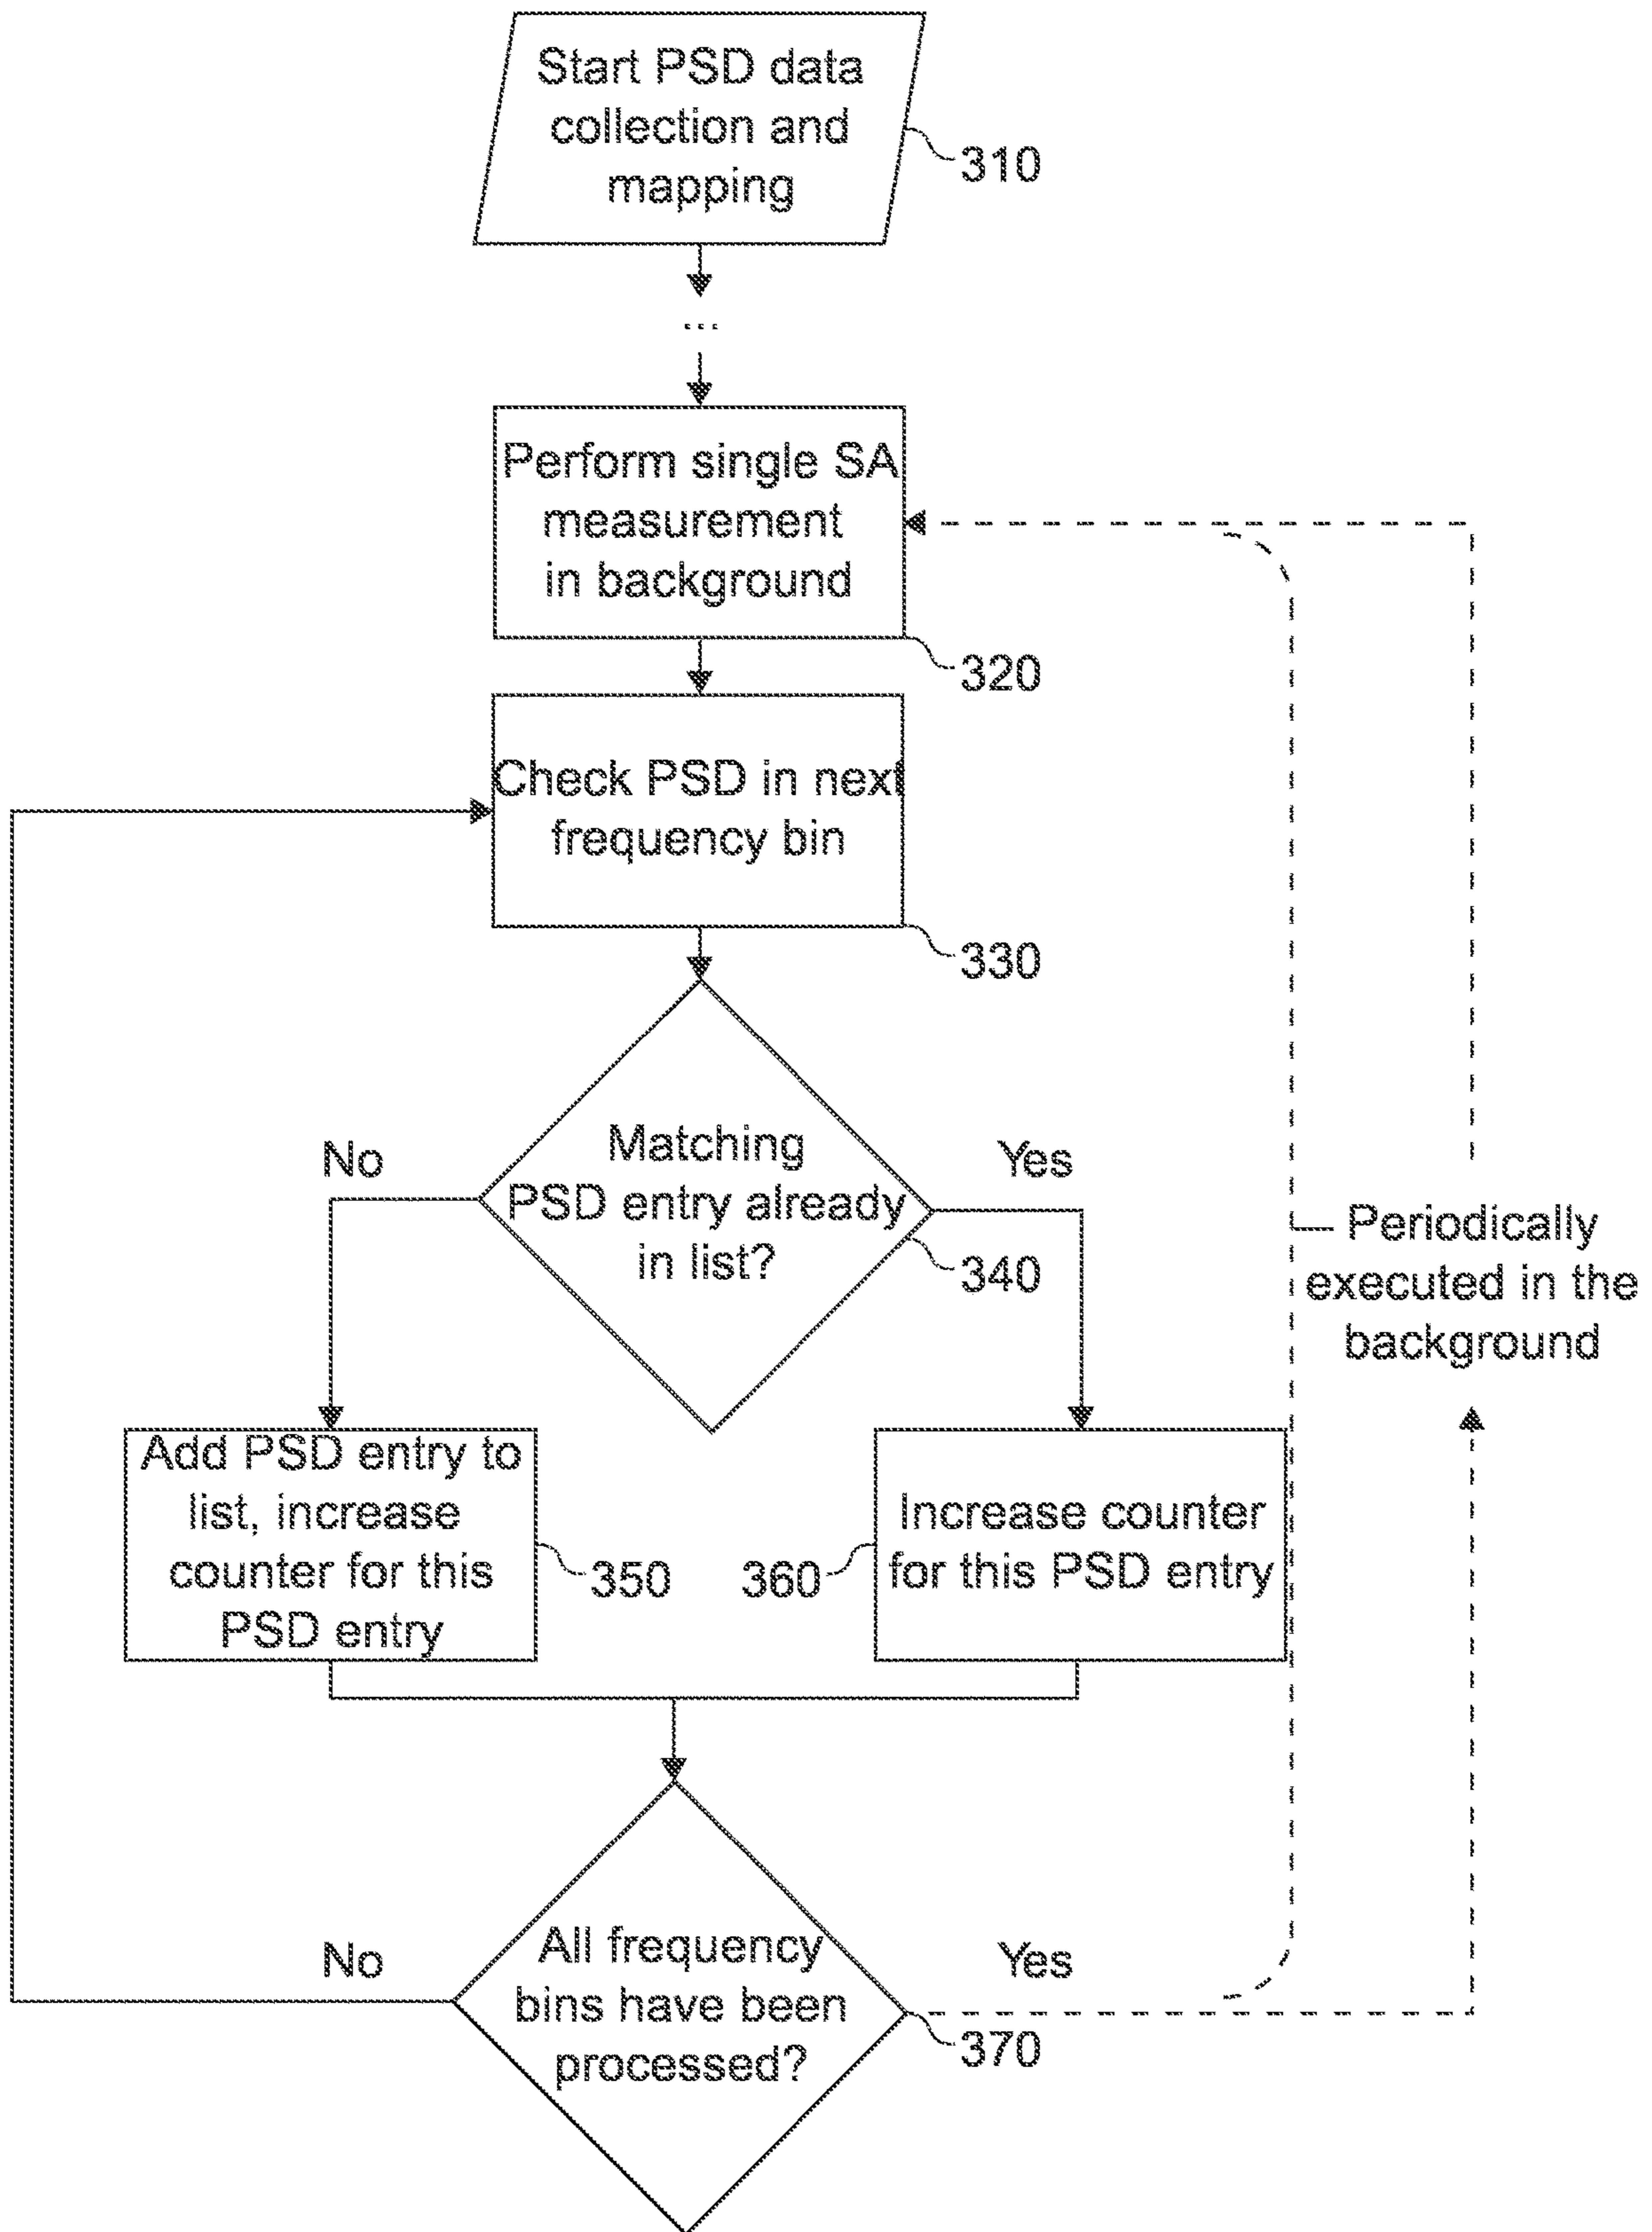 Start PSD data
collection and
mapping
310
...
Perform single SA
measurement
in background
320
Check PSD in next
frequency bin
330
Matching
PSD entry already
in list?
340
No
Yes
Periodically
executed in the
background
Add PSD entry to
list, increase
counter for this
PSD entry
350
360
Increase counter
for this PSD entry
All frequency
bins have been
processed?
370
No
Yes